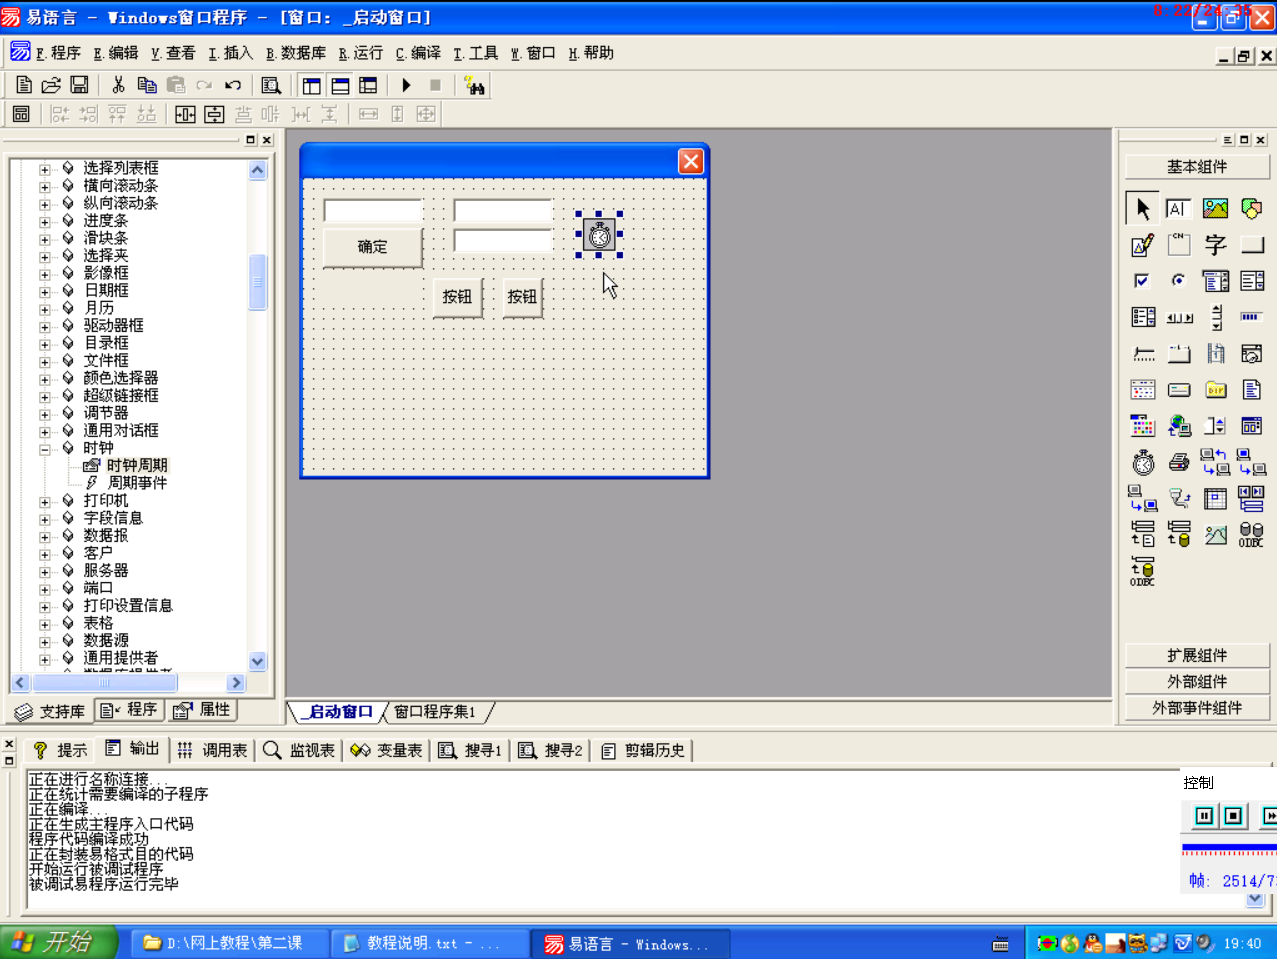 易语言 - Windows窗口程序 - [窗口: _启动窗口]
F.程序 E.编辑 V.查看 I.插入 B.数据库 R.运行 C.编译 T.工具 W.窗口 H.帮助
选择列表框
横向滚动条
纵向滚动条
进度条
滑块条
选择夹
影像框
日期框
月历
驱动器框
目录框
文件框
颜色选择器
超级链接框
调节器
通用对话框
时钟
时钟周期
周期事件
打印机
字段信息
数据报
客户
服务器
端口
打印设置信息
表格
数据源
通用提供者
支持库 程序 属性
确定
按钮 按钮
_启动窗口 窗口程序集1
基本组件
扩展组件
外部组件
外部事件组件
提示 输出 调用表 监视表 变量表 搜寻1 搜寻2 剪辑历史
正在进行名称连接...
正在统计需要编译的子程序
正在编译...
正在生成主程序入口代码
程序代码编译成功
正在封装易格式目的代码
开始运行被调试程序
被调试易程序运行完毕
控制
帧: 2514/7
开始 D:\网上教程\第二课 教程说明.txt - ... 易语言 - Windows... 19:40